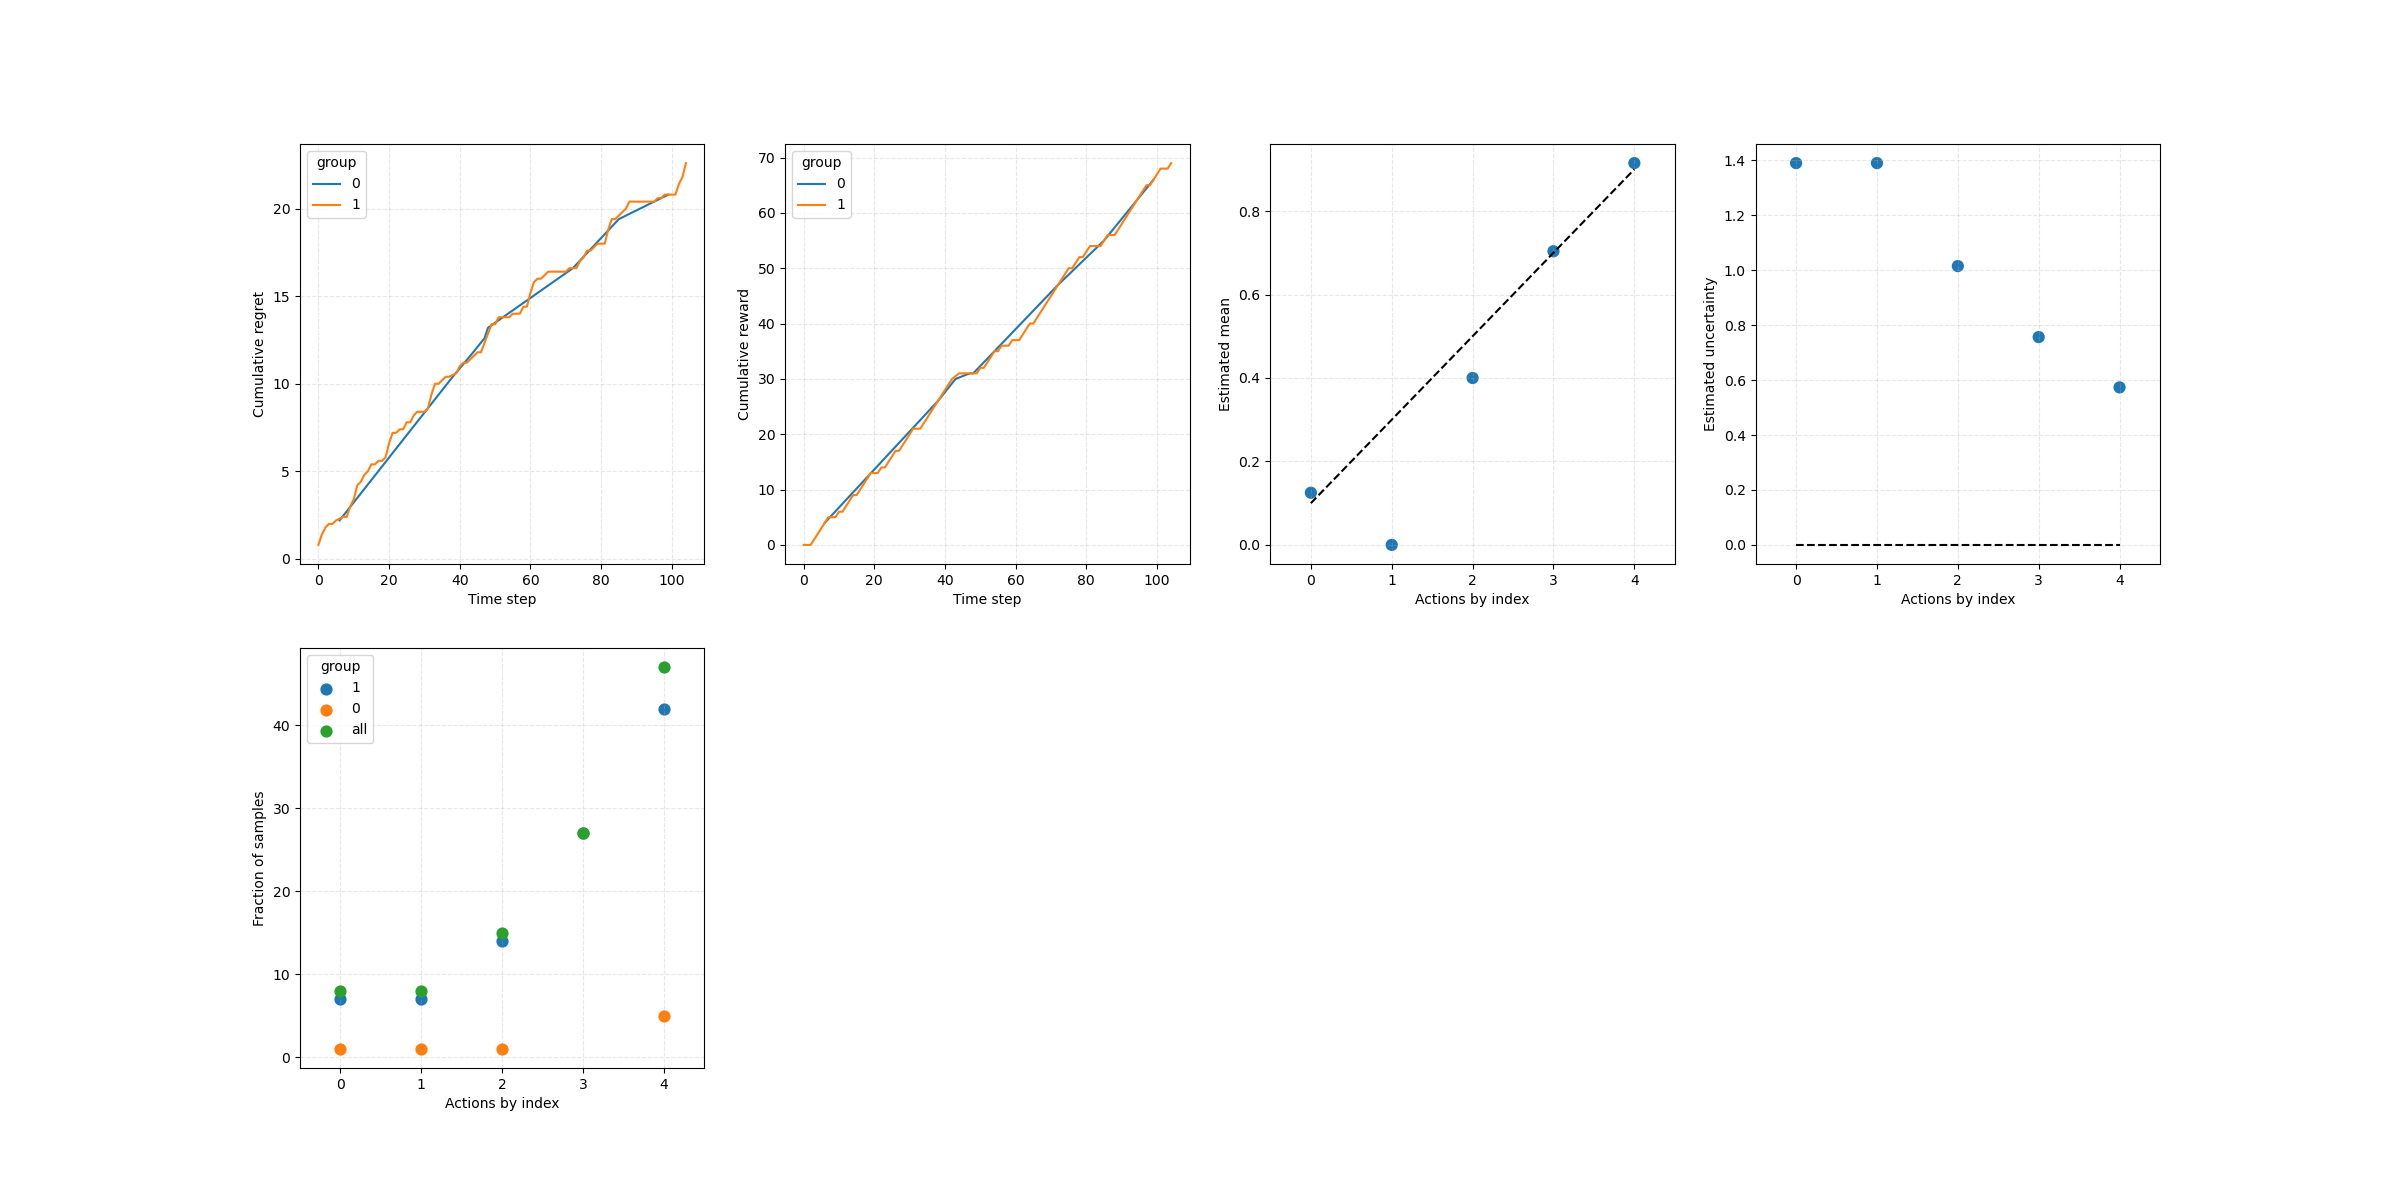 group
0
1
20
15
10
5
0
Cumulative regret
0 20 40 60 80 100
Time step
group
0
1
70
60
50
40
30
20
10
0
Cumulative reward
0 20 40 60 80 100
Time step
0.8
0.6
0.4
0.2
0.0
Estimated mean
0 1 2 3 4
Actions by index
1.4
1.2
1.0
0.8
0.6
0.4
0.2
0.0
Estimated uncertainty
0 1 2 3 4
Actions by index
group
1
0
all
40
30
20
10
0
Fraction of samples
0 1 2 3 4
Actions by index